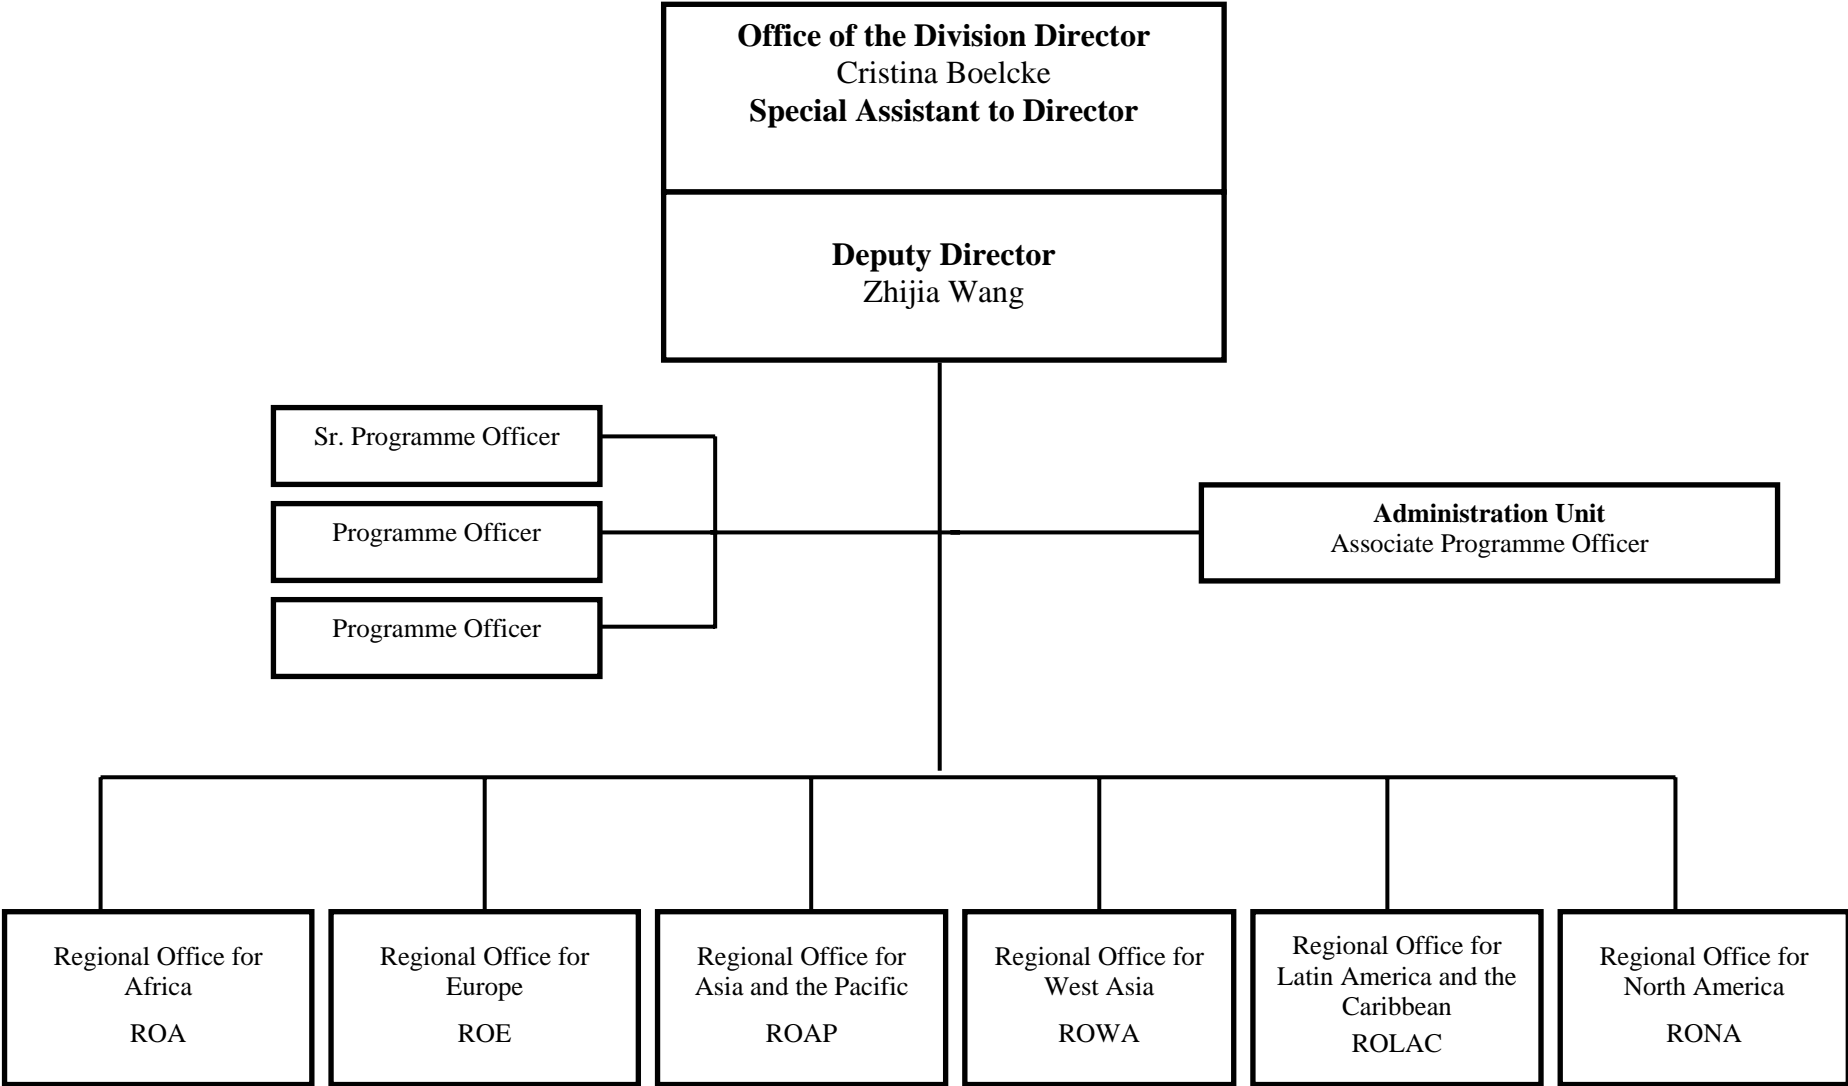 Office of the Division Director
Cristina Boelcke
Special Assistant to Director
Deputy Director
Zhijia Wang
Sr. Programme Officer
Programme Officer
Programme Officer
Administration Unit
Associate Programme Officer
Regional Office for
Africa
ROA
Regional Office for
Europe
ROE
Regional Office for
Asia and the Pacific
ROAP
Regional Office for
West Asia
ROWA
Regional Office for
Latin America and the
Caribbean
ROLAC
Regional Office for
North America
RONA